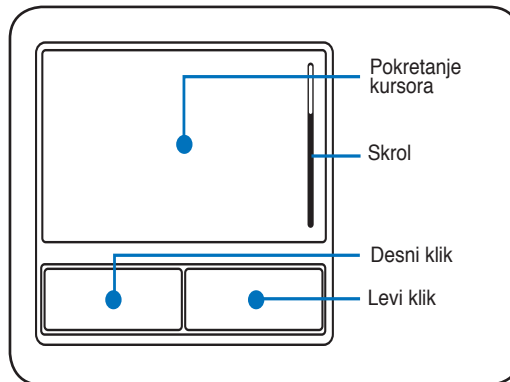 Pokretanje
kursora
Skrol
Desni klik
Levi klik